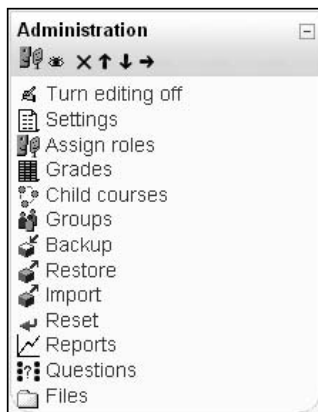 Administration
Turn editing off
Settings
Assign roles
Grades
Child courses
Groups
Backup
Restore
Import
Reset
Reports
Questions
Files